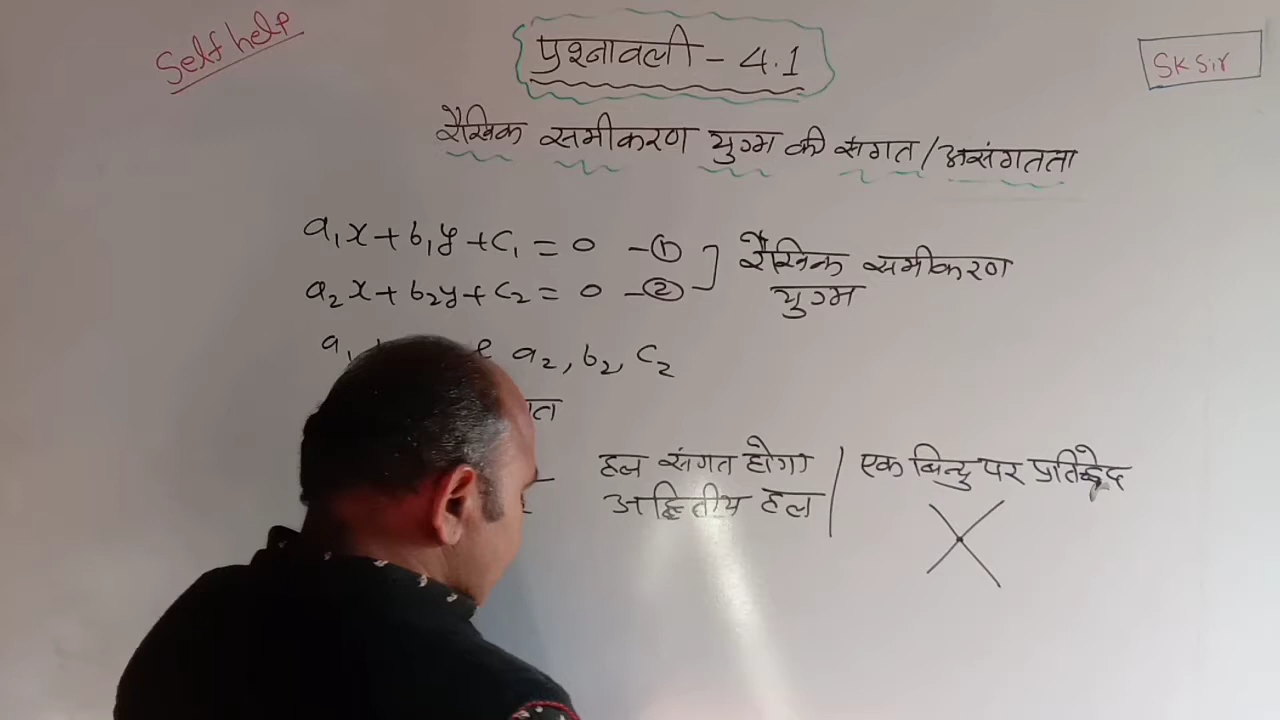 Self help
प्रश्नावली - 4.1
SK Sir
रैखिक समीकरण युग्म की संगत / असंगतता
a₁x + b₁y + c₁ = 0 - ①
a₂x + b₂y + c₂ = 0 - ②
रैखिक समीकरण
युग्म
a₁ a₂, b₂, c₂
हल संगत होगा
अद्वितीय हल
एक बिन्दु पर प्रतिच्छेद